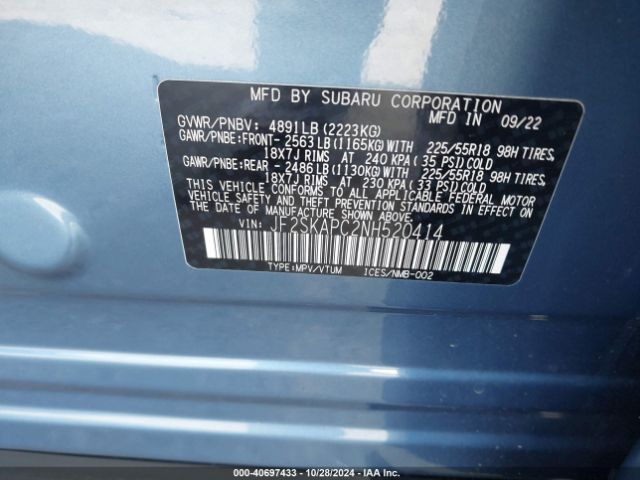 MFD BY SUBARU CORPORATION
GVWR/PNBV: 4891LB(2223KG) MFD IN 09/22
GAWR/PNBE:FRONT-2563LB(1165KG)WITH 225/55R18 98H TIRES,
18X7J RIMS AT 240 KPA(35 PSI)COLD
GAWR/PNBE:REAR -2486LB(1130KG)WITH 225/55R18 98H TIRES,
18X7J RIMS AT 230 KPA(33 PSI)COLD
THIS VEHICLE CONFORMS TO ALL APPLICABLE FEDERAL MOTOR
VEHICLE SAFETY AND THEFT PREVENTION STANDARDS IN EFFECT
ON THE DATE OF MANUFACTURE SHOWN ABOVE.
VIN: JF2SKAPC2NH520414
TYPE:MPV/VTUM ICES/NMB-002
000-40697433 - 10/28/2024 - IAA Inc.